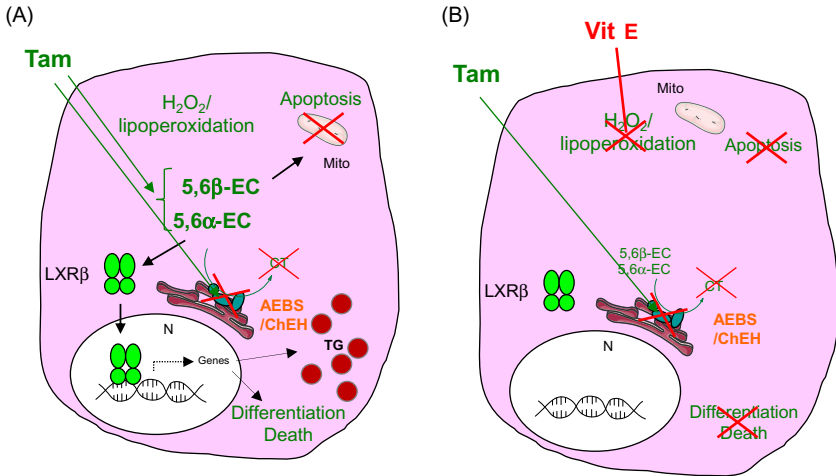 (A)
Tam
H₂O₂/
lipoperoxidation
Apoptosis
Mito
5,6β-EC
5,6α-EC
LXRβ
CT
AEBS
/ChEH
N
Genes
TG
Differentiation
Death
(B)
Vit E
Tam
Mito
H₂O₂/
lipoperoxidation
Apoptosis
5,6β-EC
5,6α-EC
CT
LXRβ
AEBS
/ChEH
N
Differentiation
Death